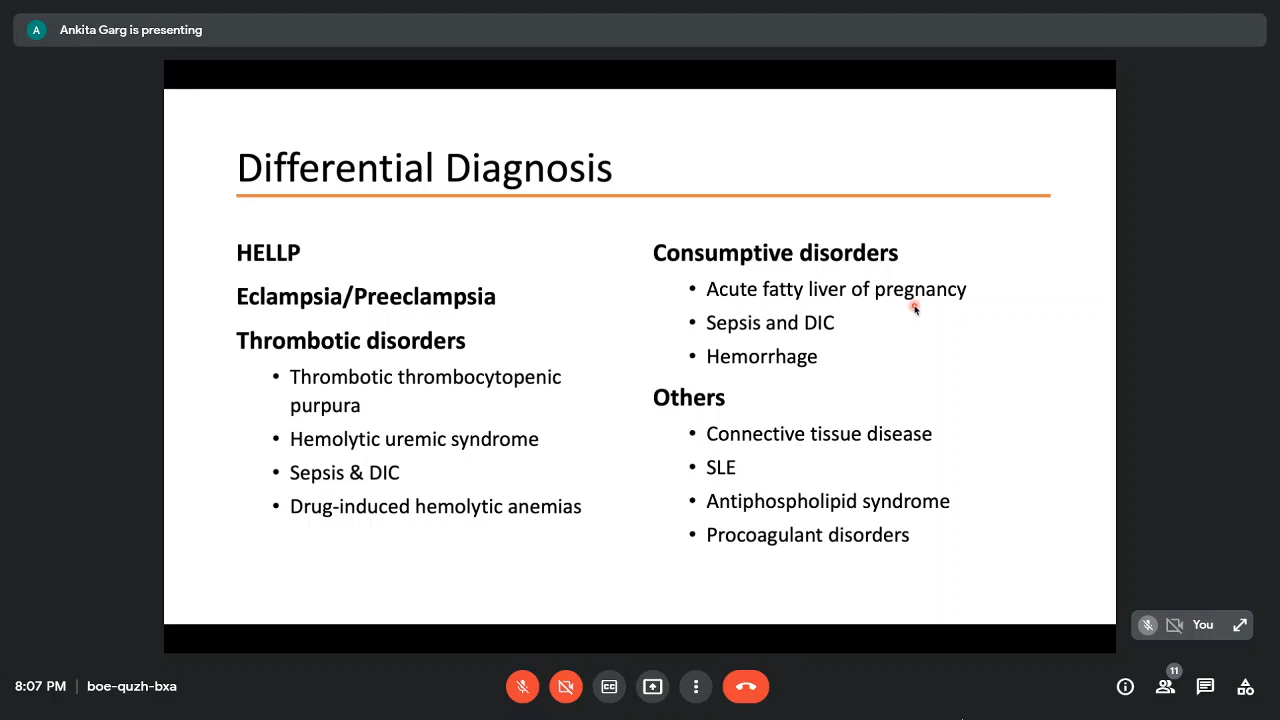 A
Ankita Garg is presenting
Differential Diagnosis
HELLP
Eclampsia/Preeclampsia
Thrombotic disorders
• Thrombotic thrombocytopenic
purpura
• Hemolytic uremic syndrome
• Sepsis & DIC
• Drug-induced hemolytic anemias
Consumptive disorders
• Acute fatty liver of pregnancy
• Sepsis and DIC
• Hemorrhage
Others
• Connective tissue disease
• SLE
• Antiphospholipid syndrome
• Procoagulant disorders
You
8:07 PM | boe-quzh-bxa
CC
11